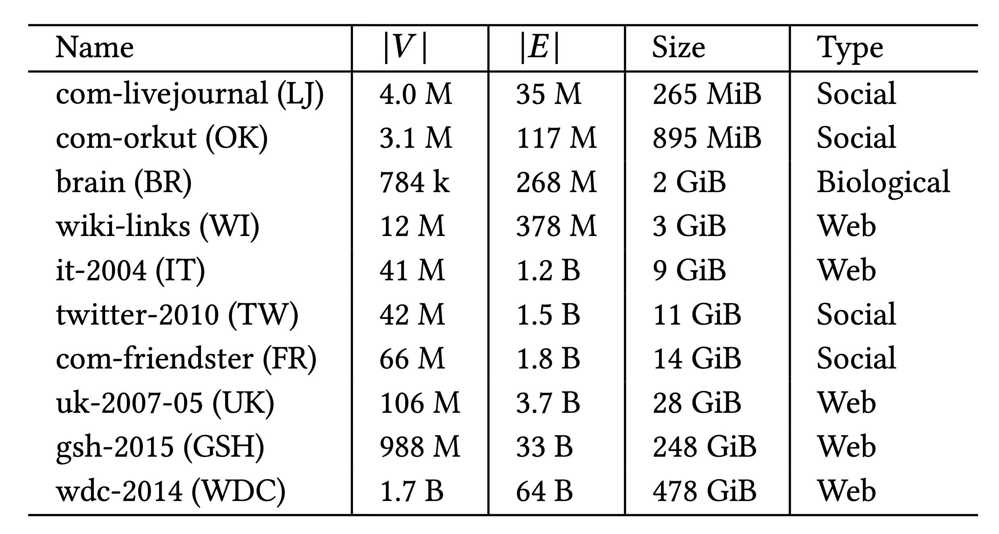 Name |V| |E| Size Type
com-livejournal (LJ) 4.0 M 35 M 265 MiB Social
com-orkut (OK) 3.1 M 117 M 895 MiB Social
brain (BR) 784 k 268 M 2 GiB Biological
wiki-links (WI) 12 M 378 M 3 GiB Web
it-2004 (IT) 41 M 1.2 B 9 GiB Web
twitter-2010 (TW) 42 M 1.5 B 11 GiB Social
com-friendster (FR) 66 M 1.8 B 14 GiB Social
uk-2007-05 (UK) 106 M 3.7 B 28 GiB Web
gsh-2015 (GSH) 988 M 33 B 248 GiB Web
wdc-2014 (WDC) 1.7 B 64 B 478 GiB Web